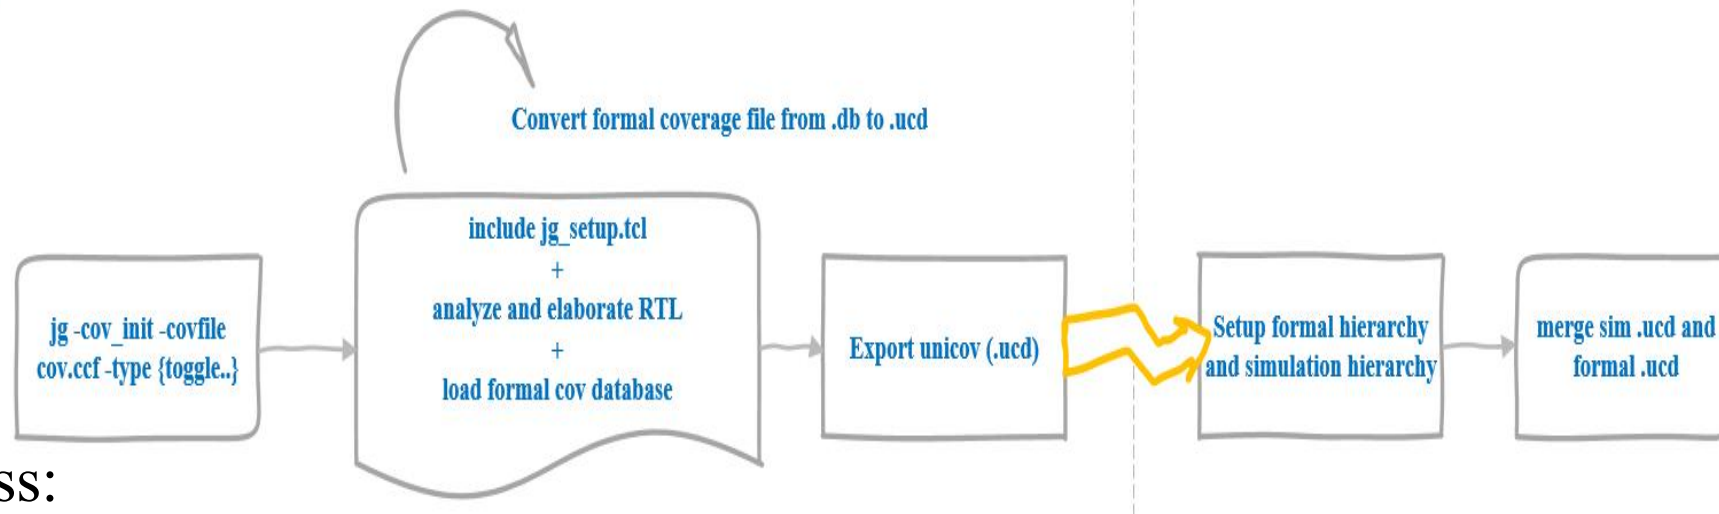 Convert formal coverage file from .db to .ucd
jg -cov_init -covfile
cov.ccf -type {toggle..}
include jg_setup.tcl
+
analyze and elaborate RTL
+
load formal cov database
Export unicov (.ucd)
Setup formal hierarchy
and simulation hierarchy
merge sim .ucd and
formal .ucd
ss: